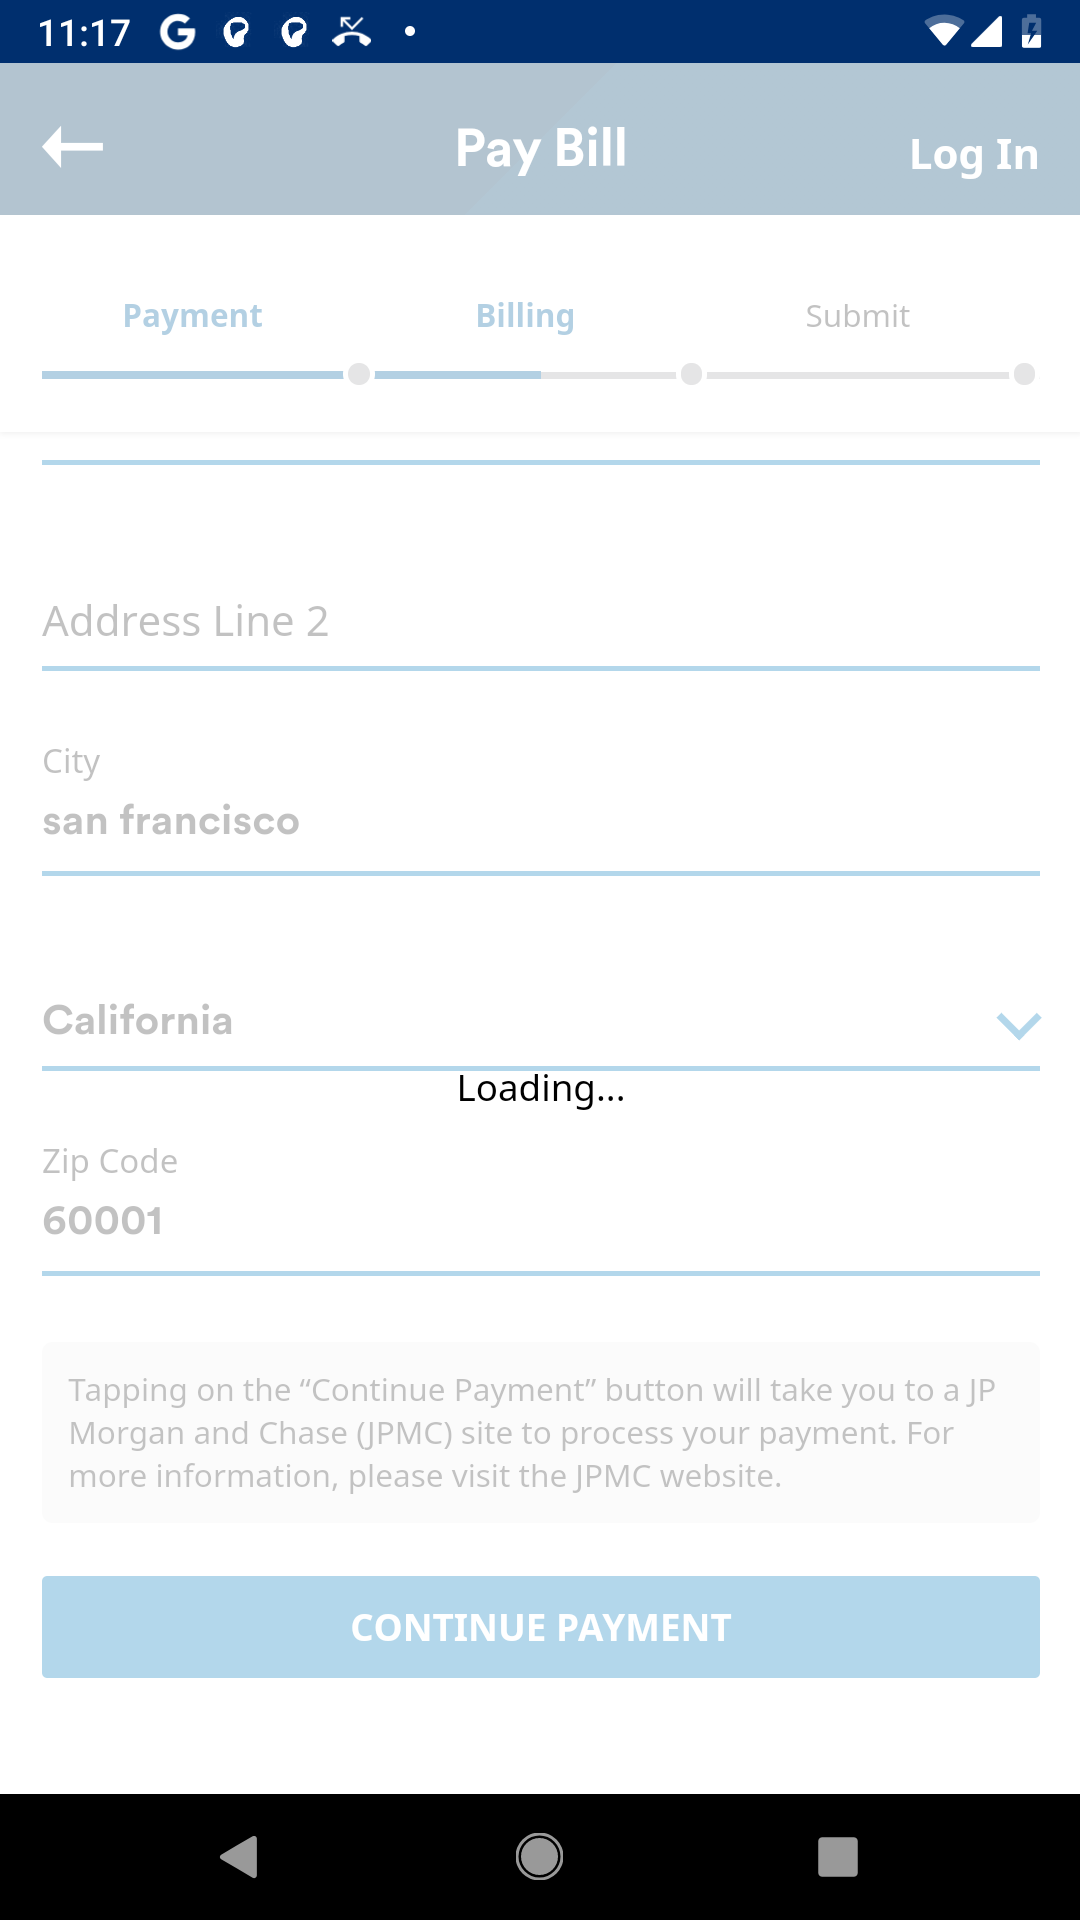 11:17
Pay Bill
Log In
Payment
Billing
Submit
Address Line 2
City
san francisco
California
Loading...
Zip Code
60001
Tapping on the “Continue Payment” button will take you to a JP
Morgan and Chase (JPMC) site to process your payment. For
more information, please visit the JPMC website.
CONTINUE PAYMENT